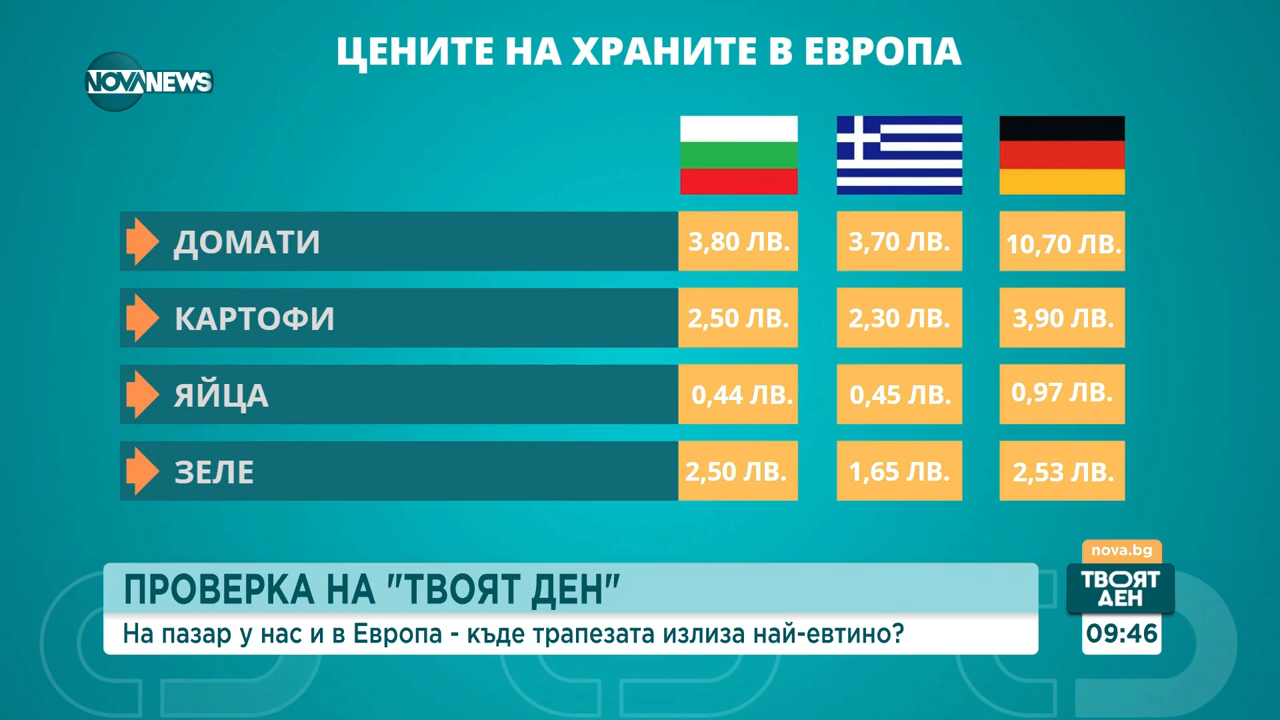 ЦЕНИТЕ НА ХРАНИТЕ В ЕВРОПА
NOVANEWS
ДОМАТИ 3,80 ЛВ. 3,70 ЛВ. 10,70 ЛВ.
КАРТОФИ 2,50 ЛВ. 2,30 ЛВ. 3,90 ЛВ.
ЯЙЦА 0,44 ЛВ. 0,45 ЛВ. 0,97 ЛВ.
ЗЕЛЕ 2,50 ЛВ. 1,65 ЛВ. 2,53 ЛВ.
ПРОВЕРКА НА "ТВОЯТ ДЕН"
На пазар у нас и в Европа - къде трапезата излиза най-евтино?
nova.bg
ТВОЯТ
ДЕН
09:46